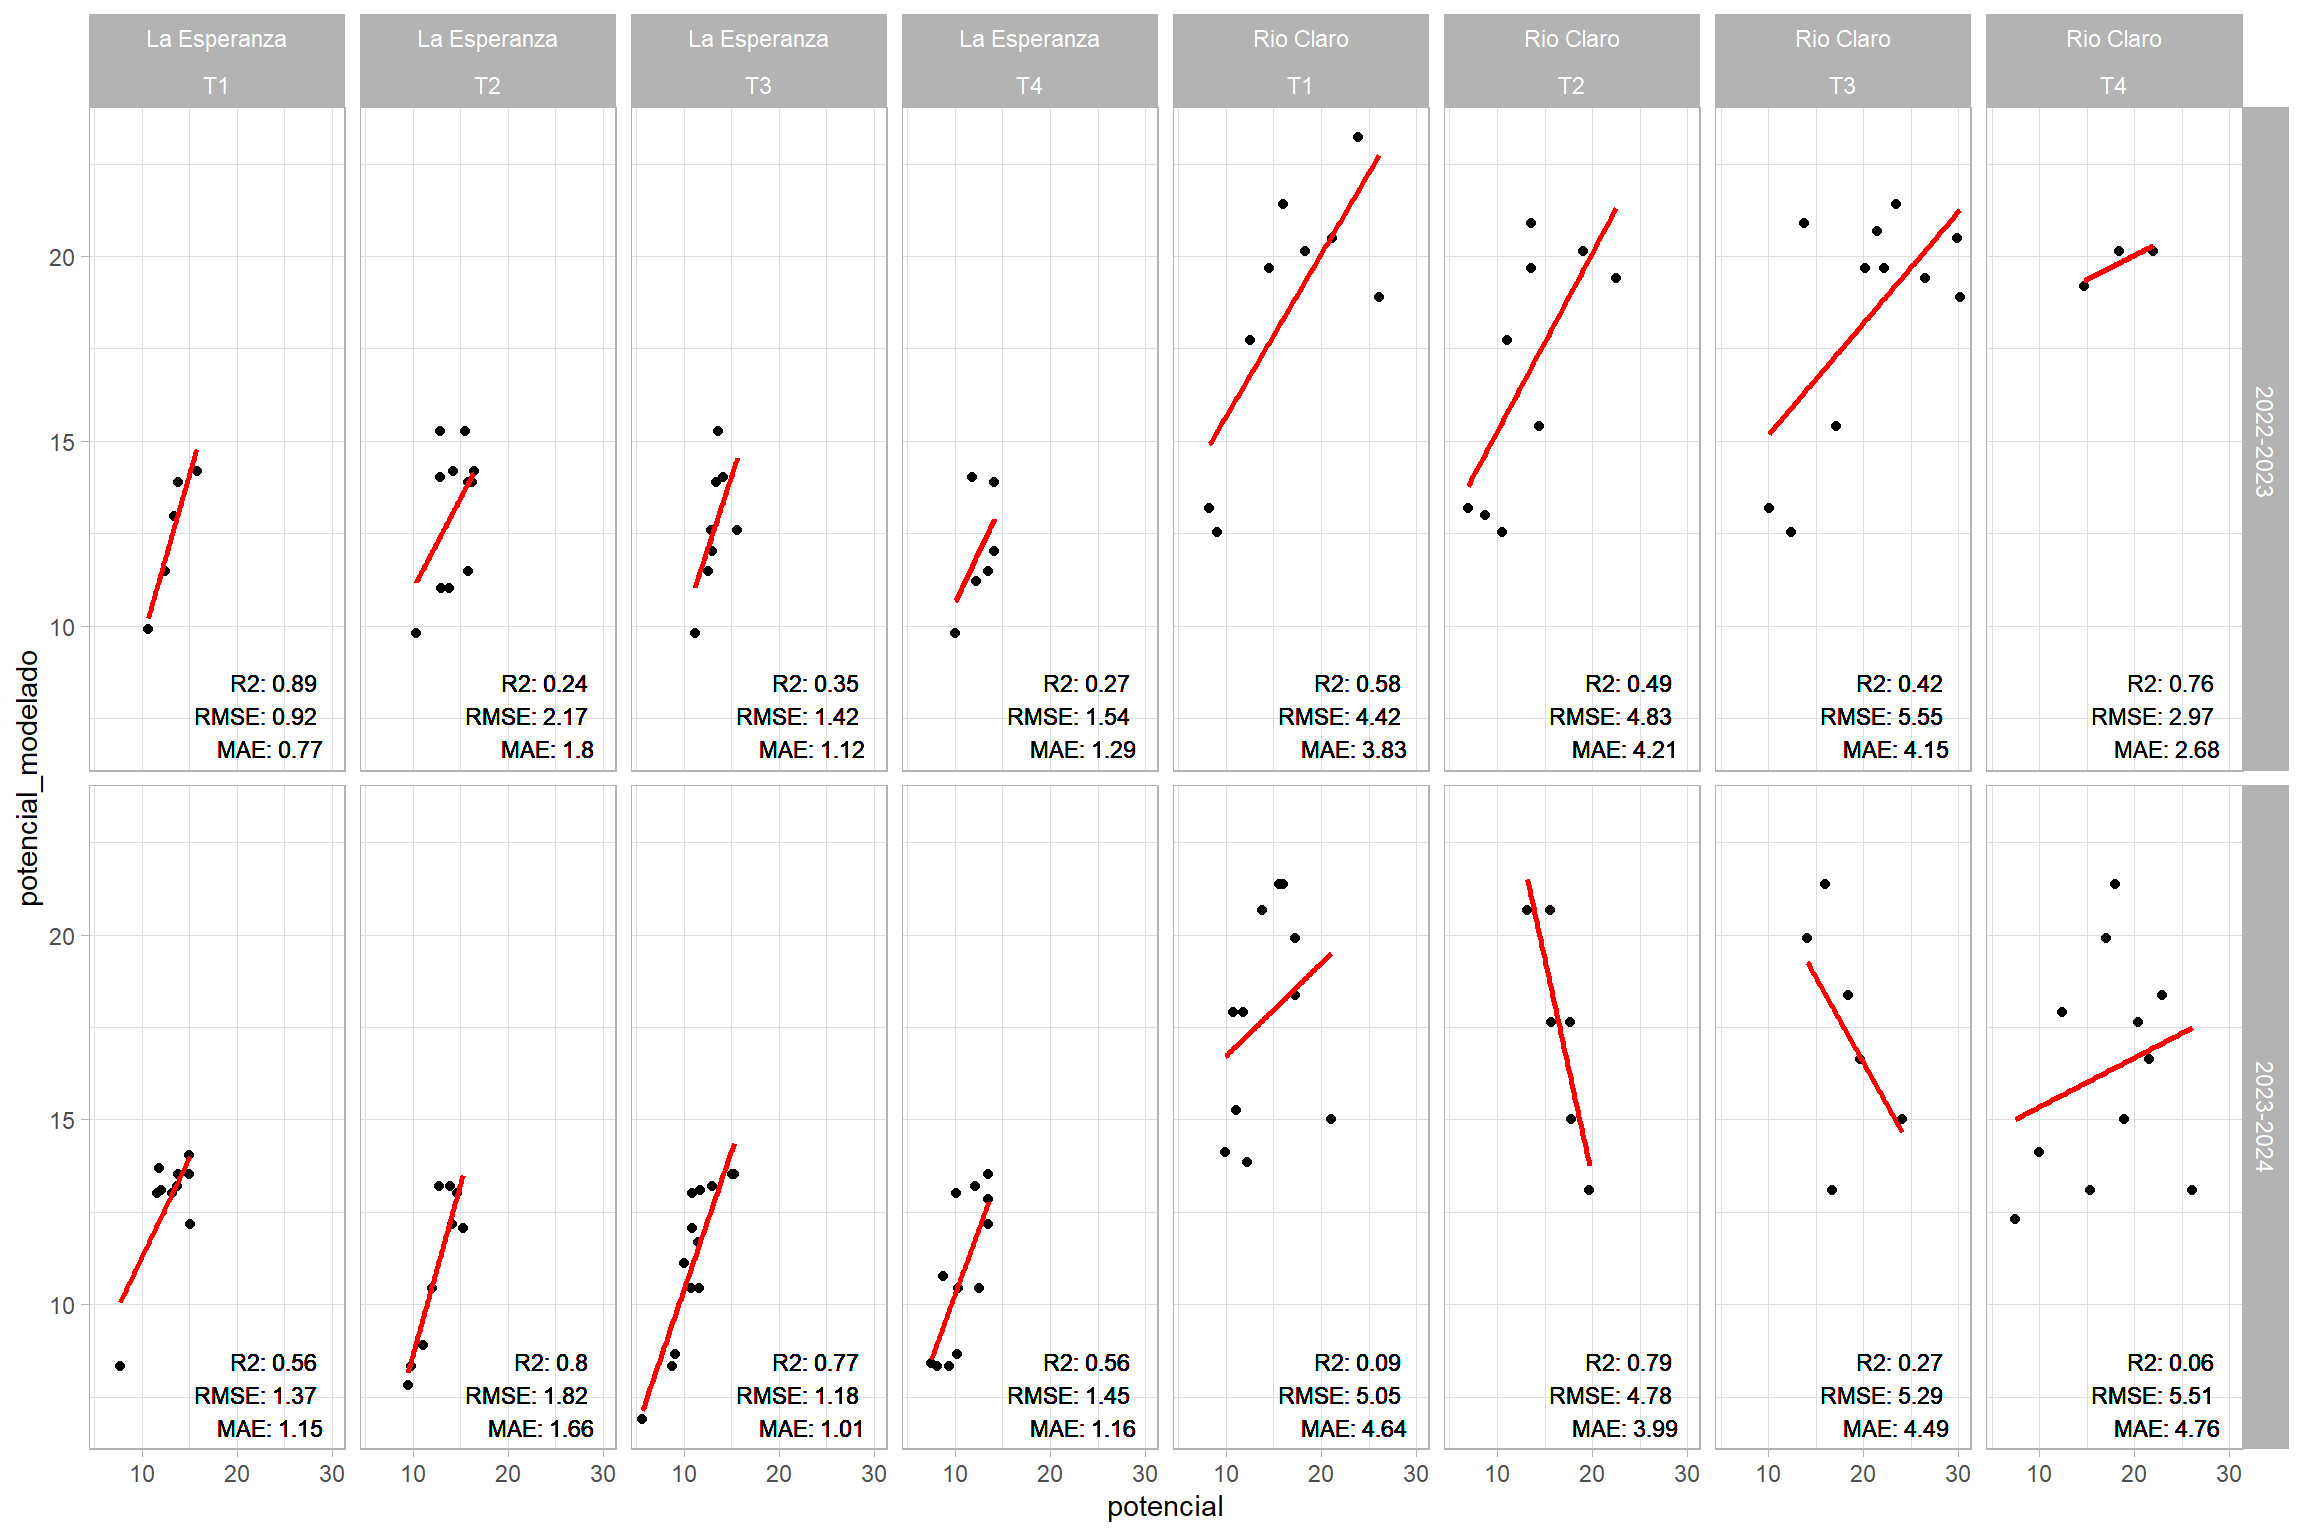 La Esperanza La Esperanza La Esperanza La Esperanza Rio Claro Rio Claro Rio Claro Rio Claro
T1 T2 T3 T4 T1 T2 T3 T4
20
15
10
2022-2023
R2: 0.89 R2: 0.24 R2: 0.35 R2: 0.27 R2: 0.58 R2: 0.49 R2: 0.42 R2: 0.76
RMSE: 0.92 RMSE: 2.17 RMSE: 1.42 RMSE: 1.54 RMSE: 4.42 RMSE: 4.83 RMSE: 5.55 RMSE: 2.97
MAE: 0.77 MAE: 1.8 MAE: 1.12 MAE: 1.29 MAE: 3.83 MAE: 4.21 MAE: 4.15 MAE: 2.68
potencial_modelado
20
15
10
2023-2024
R2: 0.56 R2: 0.8 R2: 0.77 R2: 0.56 R2: 0.09 R2: 0.79 R2: 0.27 R2: 0.06
RMSE: 1.37 RMSE: 1.82 RMSE: 1.18 RMSE: 1.45 RMSE: 5.05 RMSE: 4.78 RMSE: 5.29 RMSE: 5.51
MAE: 1.15 MAE: 1.66 MAE: 1.01 MAE: 1.16 MAE: 4.64 MAE: 3.99 MAE: 4.49 MAE: 4.76
10 20 30 10 20 30 10 20 30 10 20 30 10 20 30 10 20 30 10 20 30 10 20 30
potencial